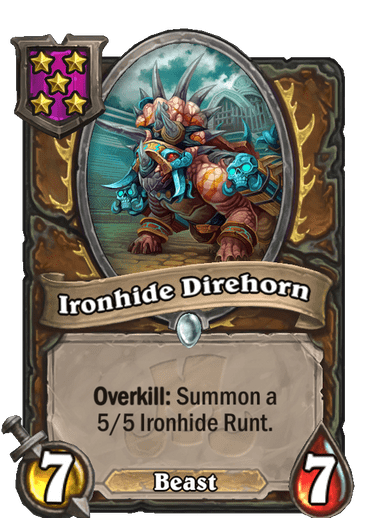 Ironhide Direhorn
Overkill: Summon a
5/5 Ironhide Runt.
7
Beast
7